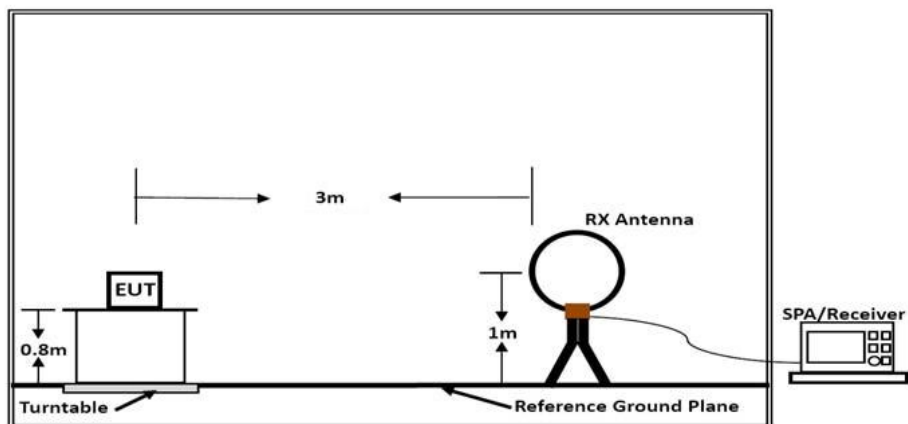 3m
RX Antenna
EUT
SPA/Receiver
0.8m
1m
Turntable
Reference Ground Plane